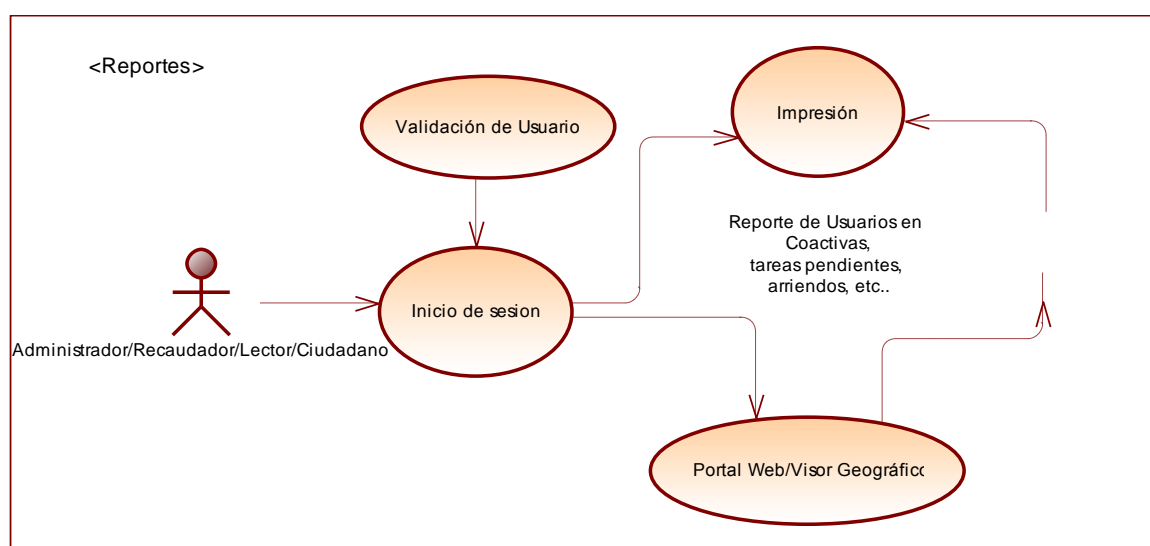 <Reportes>
Validación de Usuario
Impresión
Reporte de Usuarios en
Coactivas,
tareas pendientes,
arriendos, etc..
Inicio de sesion
Administrador/Recaudador/Lector/Ciudadano
Portal Web/Visor Geográfico